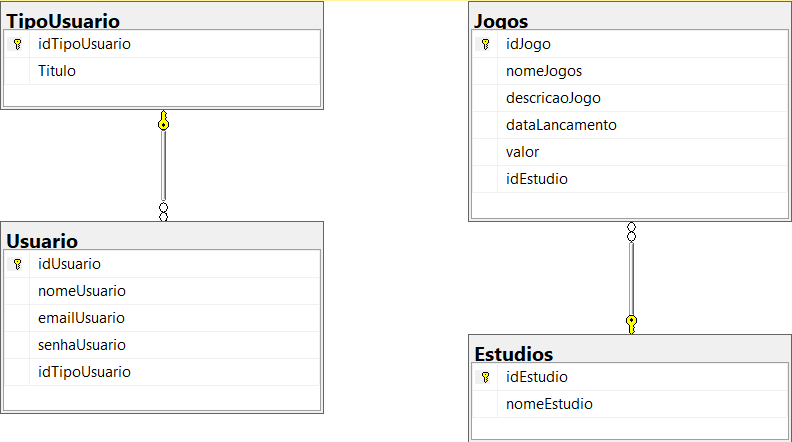 TipoUsuario
idTipoUsuario
Titulo
Usuario
idUsuario
nomeUsuario
emailUsuario
senhaUsuario
idTipoUsuario
Jogos
idJogo
nomeJogos
descricaoJogo
dataLancamento
valor
idEstudio
Estudios
idEstudio
nomeEstudio